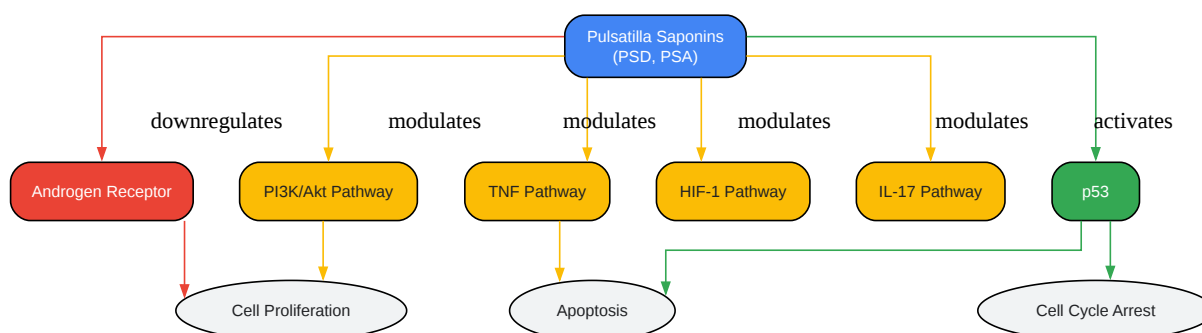 Pulsatilla Saponins
(PSD, PSA)
downregulates
modulates
modulates
modulates
modulates
activates
Androgen Receptor
PI3K/Akt Pathway
TNF Pathway
HIF-1 Pathway
IL-17 Pathway
p53
Cell Proliferation
Apoptosis
Cell Cycle Arrest